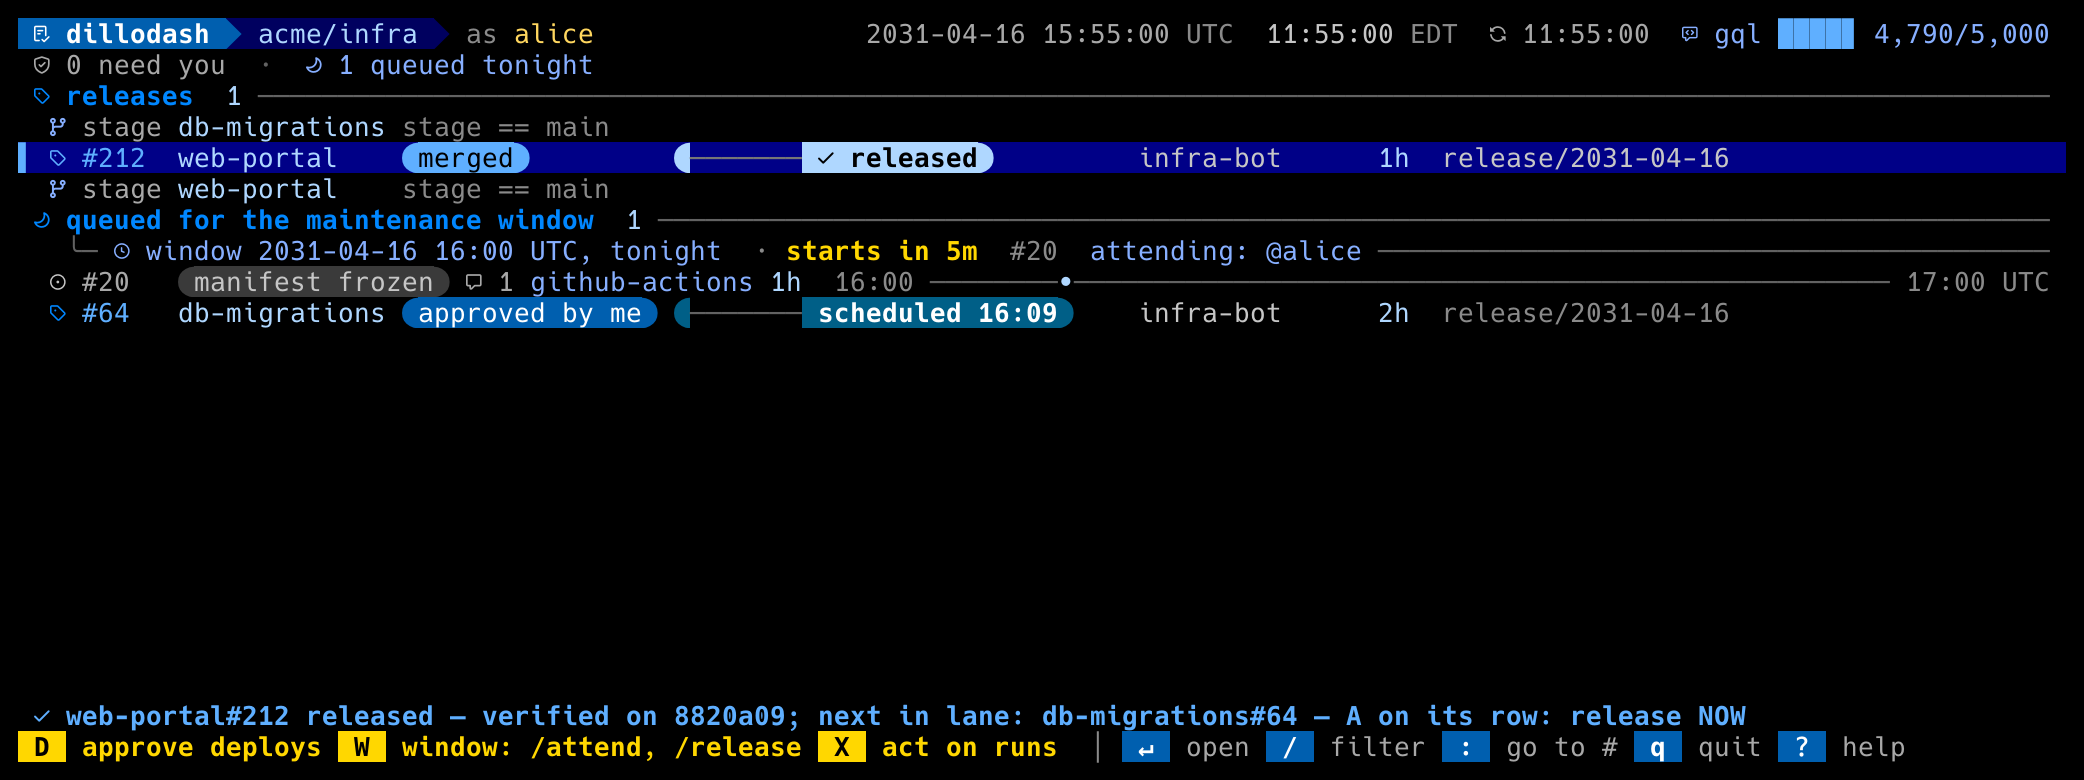 dillodash acme/infra as alice 2031-04-16 15:55:00 UTC 11:55:00 EDT 11:55:00 gql 4,790/5,000
0 need you · 1 queued tonight
releases 1
stage db-migrations stage == main
#212 web-portal merged ✓ released infra-bot 1h release/2031-04-16
stage web-portal stage == main
queued for the maintenance window 1
window 2031-04-16 16:00 UTC, tonight · starts in 5m #20 attending: @alice
#20 manifest frozen 1 github-actions 1h 16:00 17:00 UTC
#64 db-migrations approved by me scheduled 16:09 infra-bot 2h release/2031-04-16
✓ web-portal#212 released — verified on 8820a09; next in lane: db-migrations#64 — A on its row: release NOW
D approve deploys W window: /attend, /release X act on runs │ ↵ open / filter : go to # q quit ? help